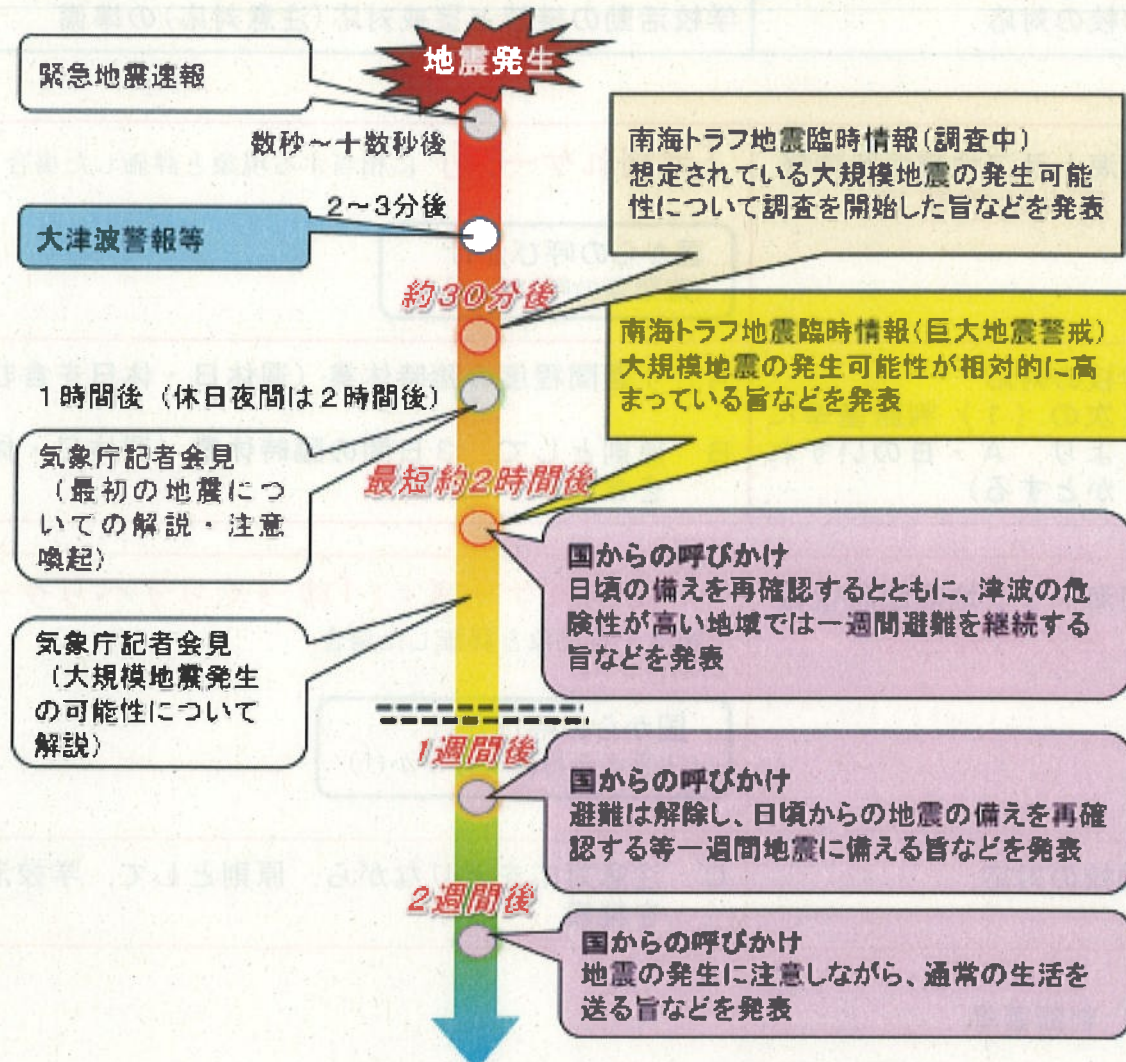 地震発生
緊急地震速報
数秒～十数秒後
2～3分後
大津波警報等
南海トラフ地震臨時情報（調査中）
想定されている大規模地震の発生可能
性について調査を開始した旨などを発表
約30分後
南海トラフ地震臨時情報（巨大地震警戒）
大規模地震の発生可能性が相対的に高
まっている旨などを発表
1時間後（休日夜間は2時間後）
気象庁記者会見
（最初の地震につ
いての解説・注意
喚起）
最短約2時間後
国からの呼びかけ
日頃の備えを再確認するとともに、津波の危
険性が高い地域では一週間避難を継続する
旨などを発表
気象庁記者会見
（大規模地震発生
の可能性について
解説）
1週間後
国からの呼びかけ
避難は解除し、日頃からの地震の備えを再確
認する等一週間地震に備える旨などを発表
2週間後
国からの呼びかけ
地震の発生に注意しながら、通常の生活を
送る旨などを発表